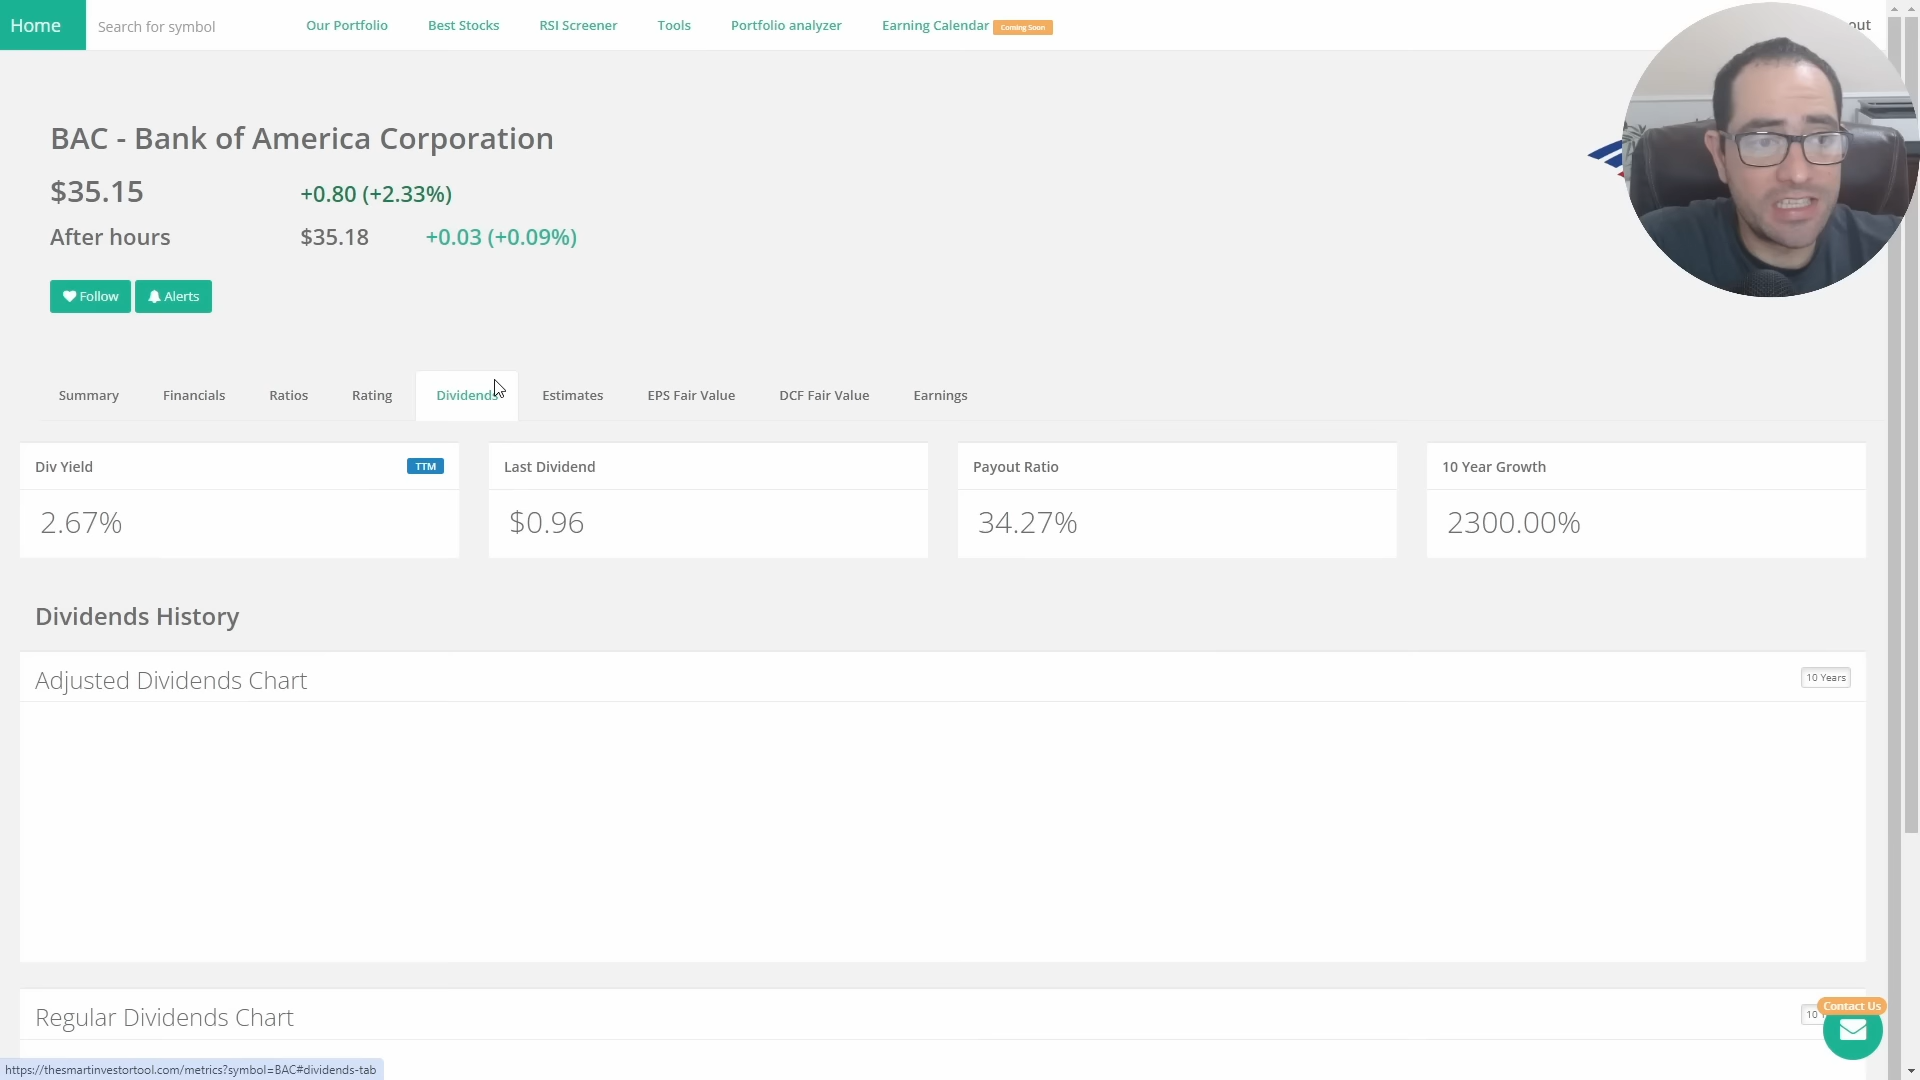 Home
Search for symbol
Our Portfolio
Best Stocks
RSI Screener
Tools
Portfolio analyzer
Earning Calendar
Coming Soon
out
BAC - Bank of America Corporation
$35.15
+0.80 (+2.33%)
After hours
$35.18
+0.03 (+0.09%)
Follow
Alerts
Summary
Financials
Ratios
Rating
Dividends
Estimates
EPS Fair Value
DCF Fair Value
Earnings
Div Yield
TTM
Last Dividend
Payout Ratio
10 Year Growth
2.67%
$0.96
34.27%
2300.00%
Dividends History
Adjusted Dividends Chart
10 Years
Regular Dividends Chart
10
Contact Us
https://thesmartinvestortool.com/metrics?symbol=BAC#dividends-tab